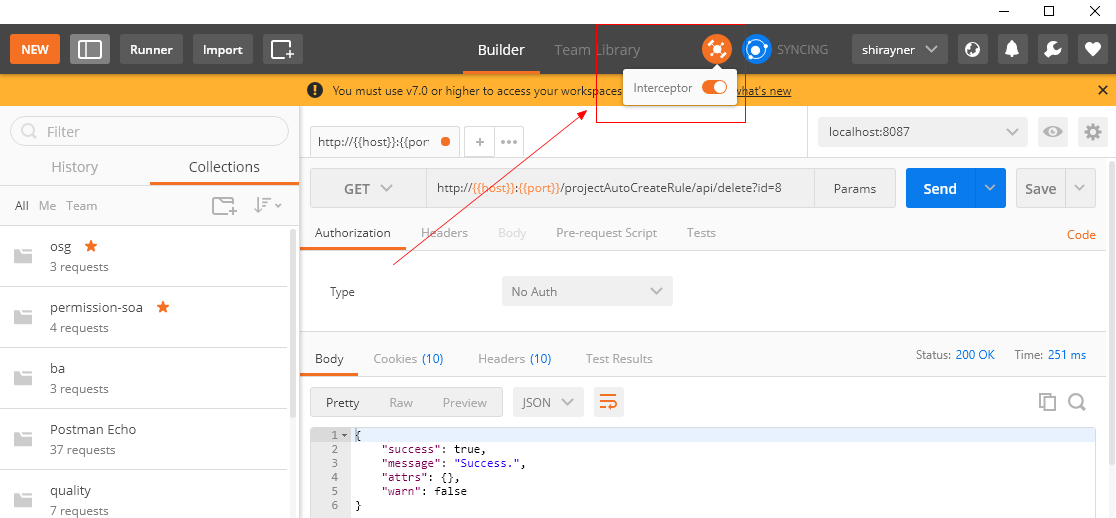 NEW Runner Import Builder Team Library SYNCING shirayner
Interceptor
You must use v7.0 or higher to access your workspaces what's new
Filter
History Collections
All Me Team
osg
3 requests
permission-soa
4 requests
ba
3 requests
Postman Echo
37 requests
quality
7 requests
http://{{host}}:{{port
localhost:8087
GET http://{{host}}:{{port}}/projectAutoCreateRule/api/delete?id=8 Params Send Save
Authorization Headers Body Pre-request Script Tests Code
Type No Auth
Body Cookies (10) Headers (10) Test Results Status: 200 OK Time: 251 ms
Pretty Raw Preview JSON
1 {
2 "success": true,
3 "message": "Success.",
4 "attrs": {},
5 "warn": false
6 }